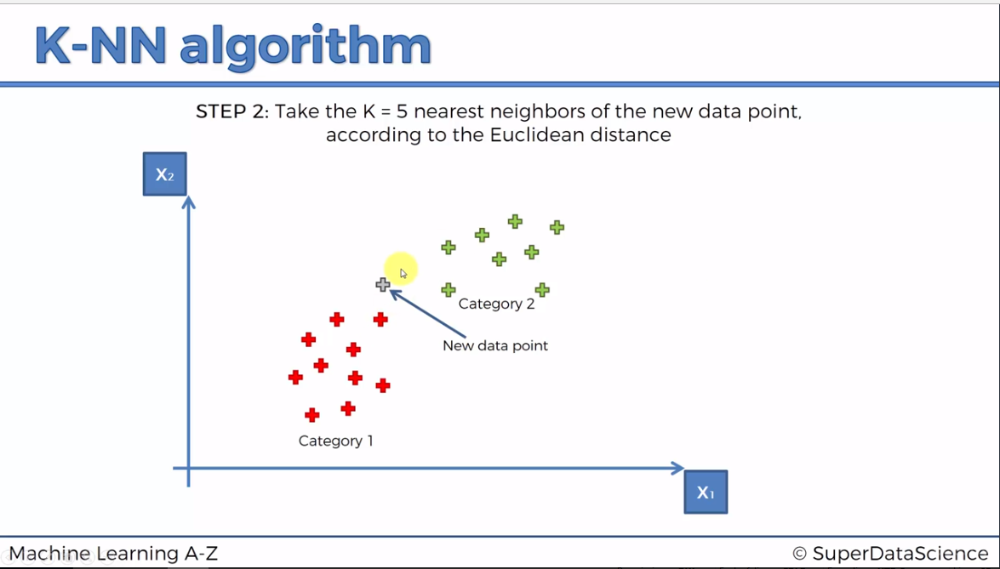 K-NN algorithm
STEP 2: Take the K = 5 nearest neighbors of the new data point,
according to the Euclidean distance
X₂
Category 2
New data point
Category 1
X₁
Machine Learning A-Z
© SuperDataScience